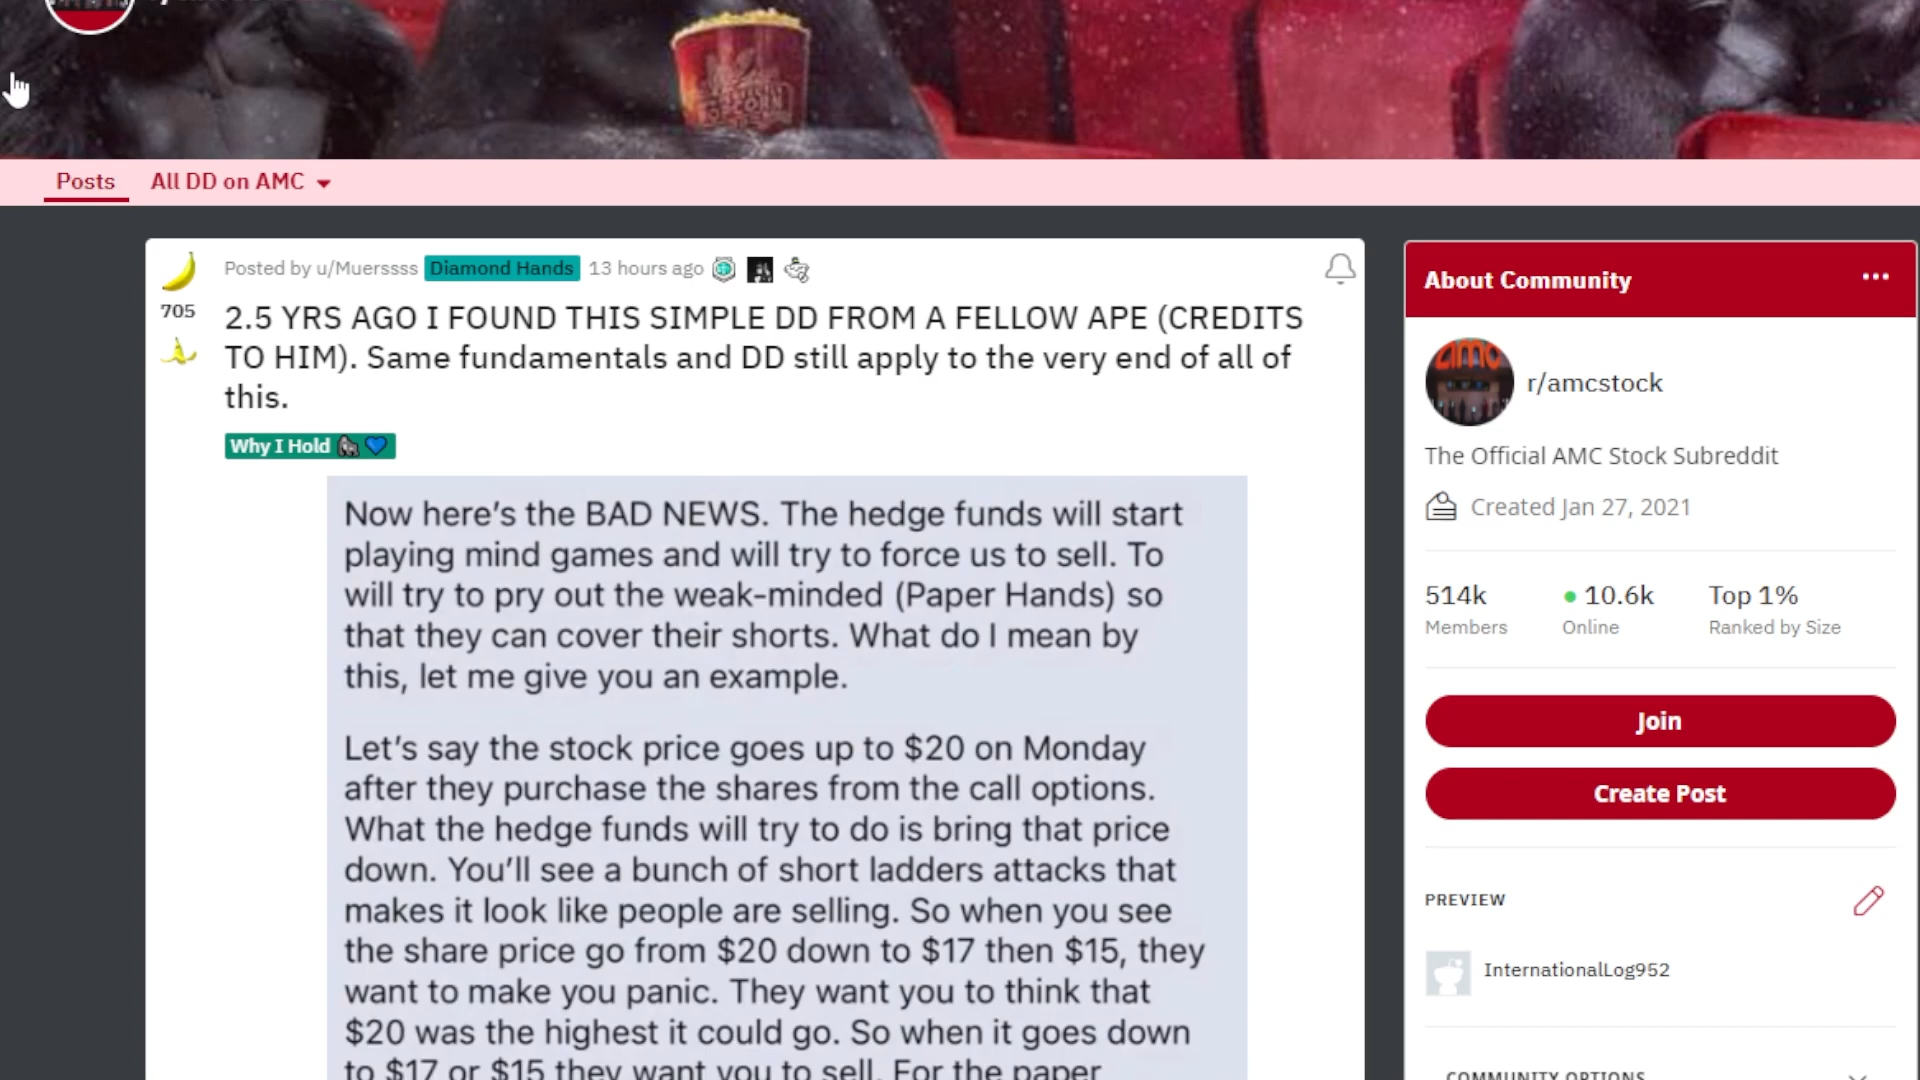 POPCORN
Posts
All DD on AMC
Posted by u/Muerssss Diamond Hands 13 hours ago
705
2.5 YRS AGO I FOUND THIS SIMPLE DD FROM A FELLOW APE (CREDITS
TO HIM). Same fundamentals and DD still apply to the very end of all of
this.
Why I Hold
Now here's the BAD NEWS. The hedge funds will start
playing mind games and will try to force us to sell. To
will try to pry out the weak-minded (Paper Hands) so
that they can cover their shorts. What do I mean by
this, let me give you an example.
Let's say the stock price goes up to $20 on Monday
after they purchase the shares from the call options.
What the hedge funds will try to do is bring that price
down. You'll see a bunch of short ladders attacks that
makes it look like people are selling. So when you see
the share price go from $20 down to $17 then $15, they
want to make you panic. They want you to think that
$20 was the highest it could go. So when it goes down
to $17 or $15 they want you to sell. For the paper
About Community
amc
r/amcstock
The Official AMC Stock Subreddit
Created Jan 27, 2021
514k
Members
10.6k
Online
Top 1%
Ranked by Size
Join
Create Post
PREVIEW
InternationalLog952
COMMUNITY OPTIONS